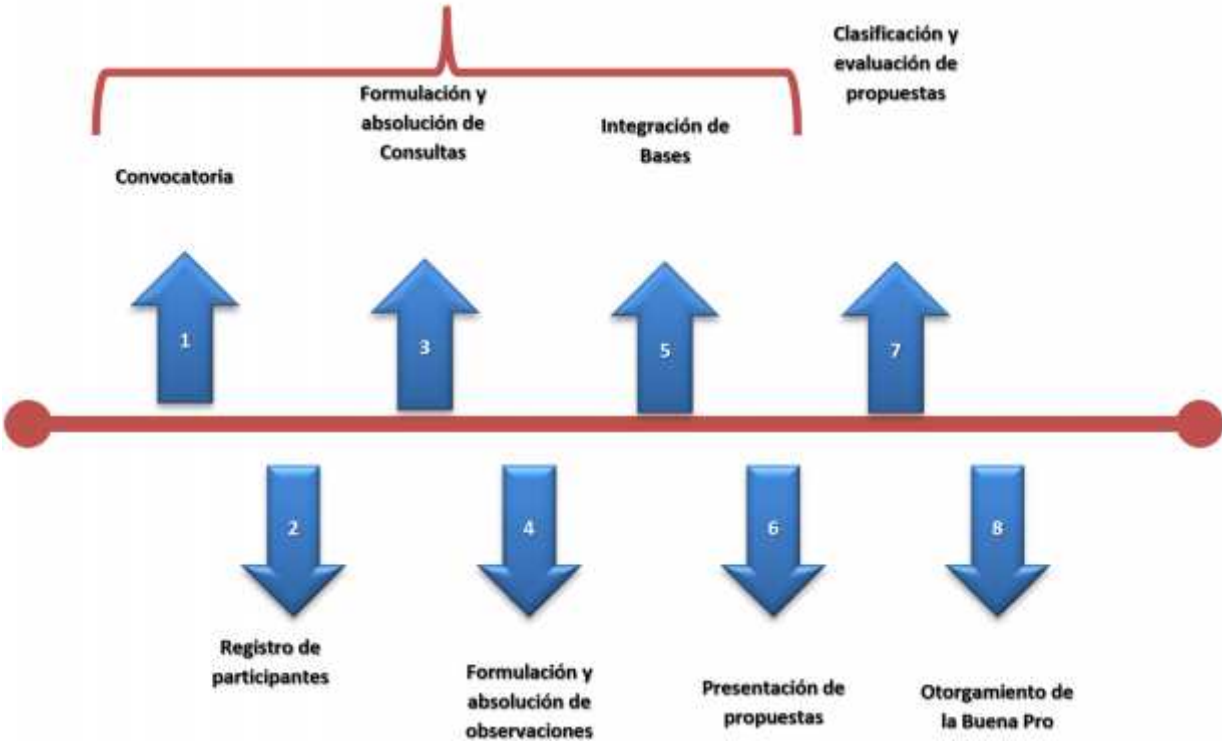 Clasificación y
evaluación de
propuestas
Formulación y
absolución de
Consultas
Integración de
Bases
Convocatoria
1
3
5
7
2
4
6
8
Registro de
participantes
Formulación y
absolución de
observaciones
Presentación de
propuestas
Otorgamiento de
la Buena Pro